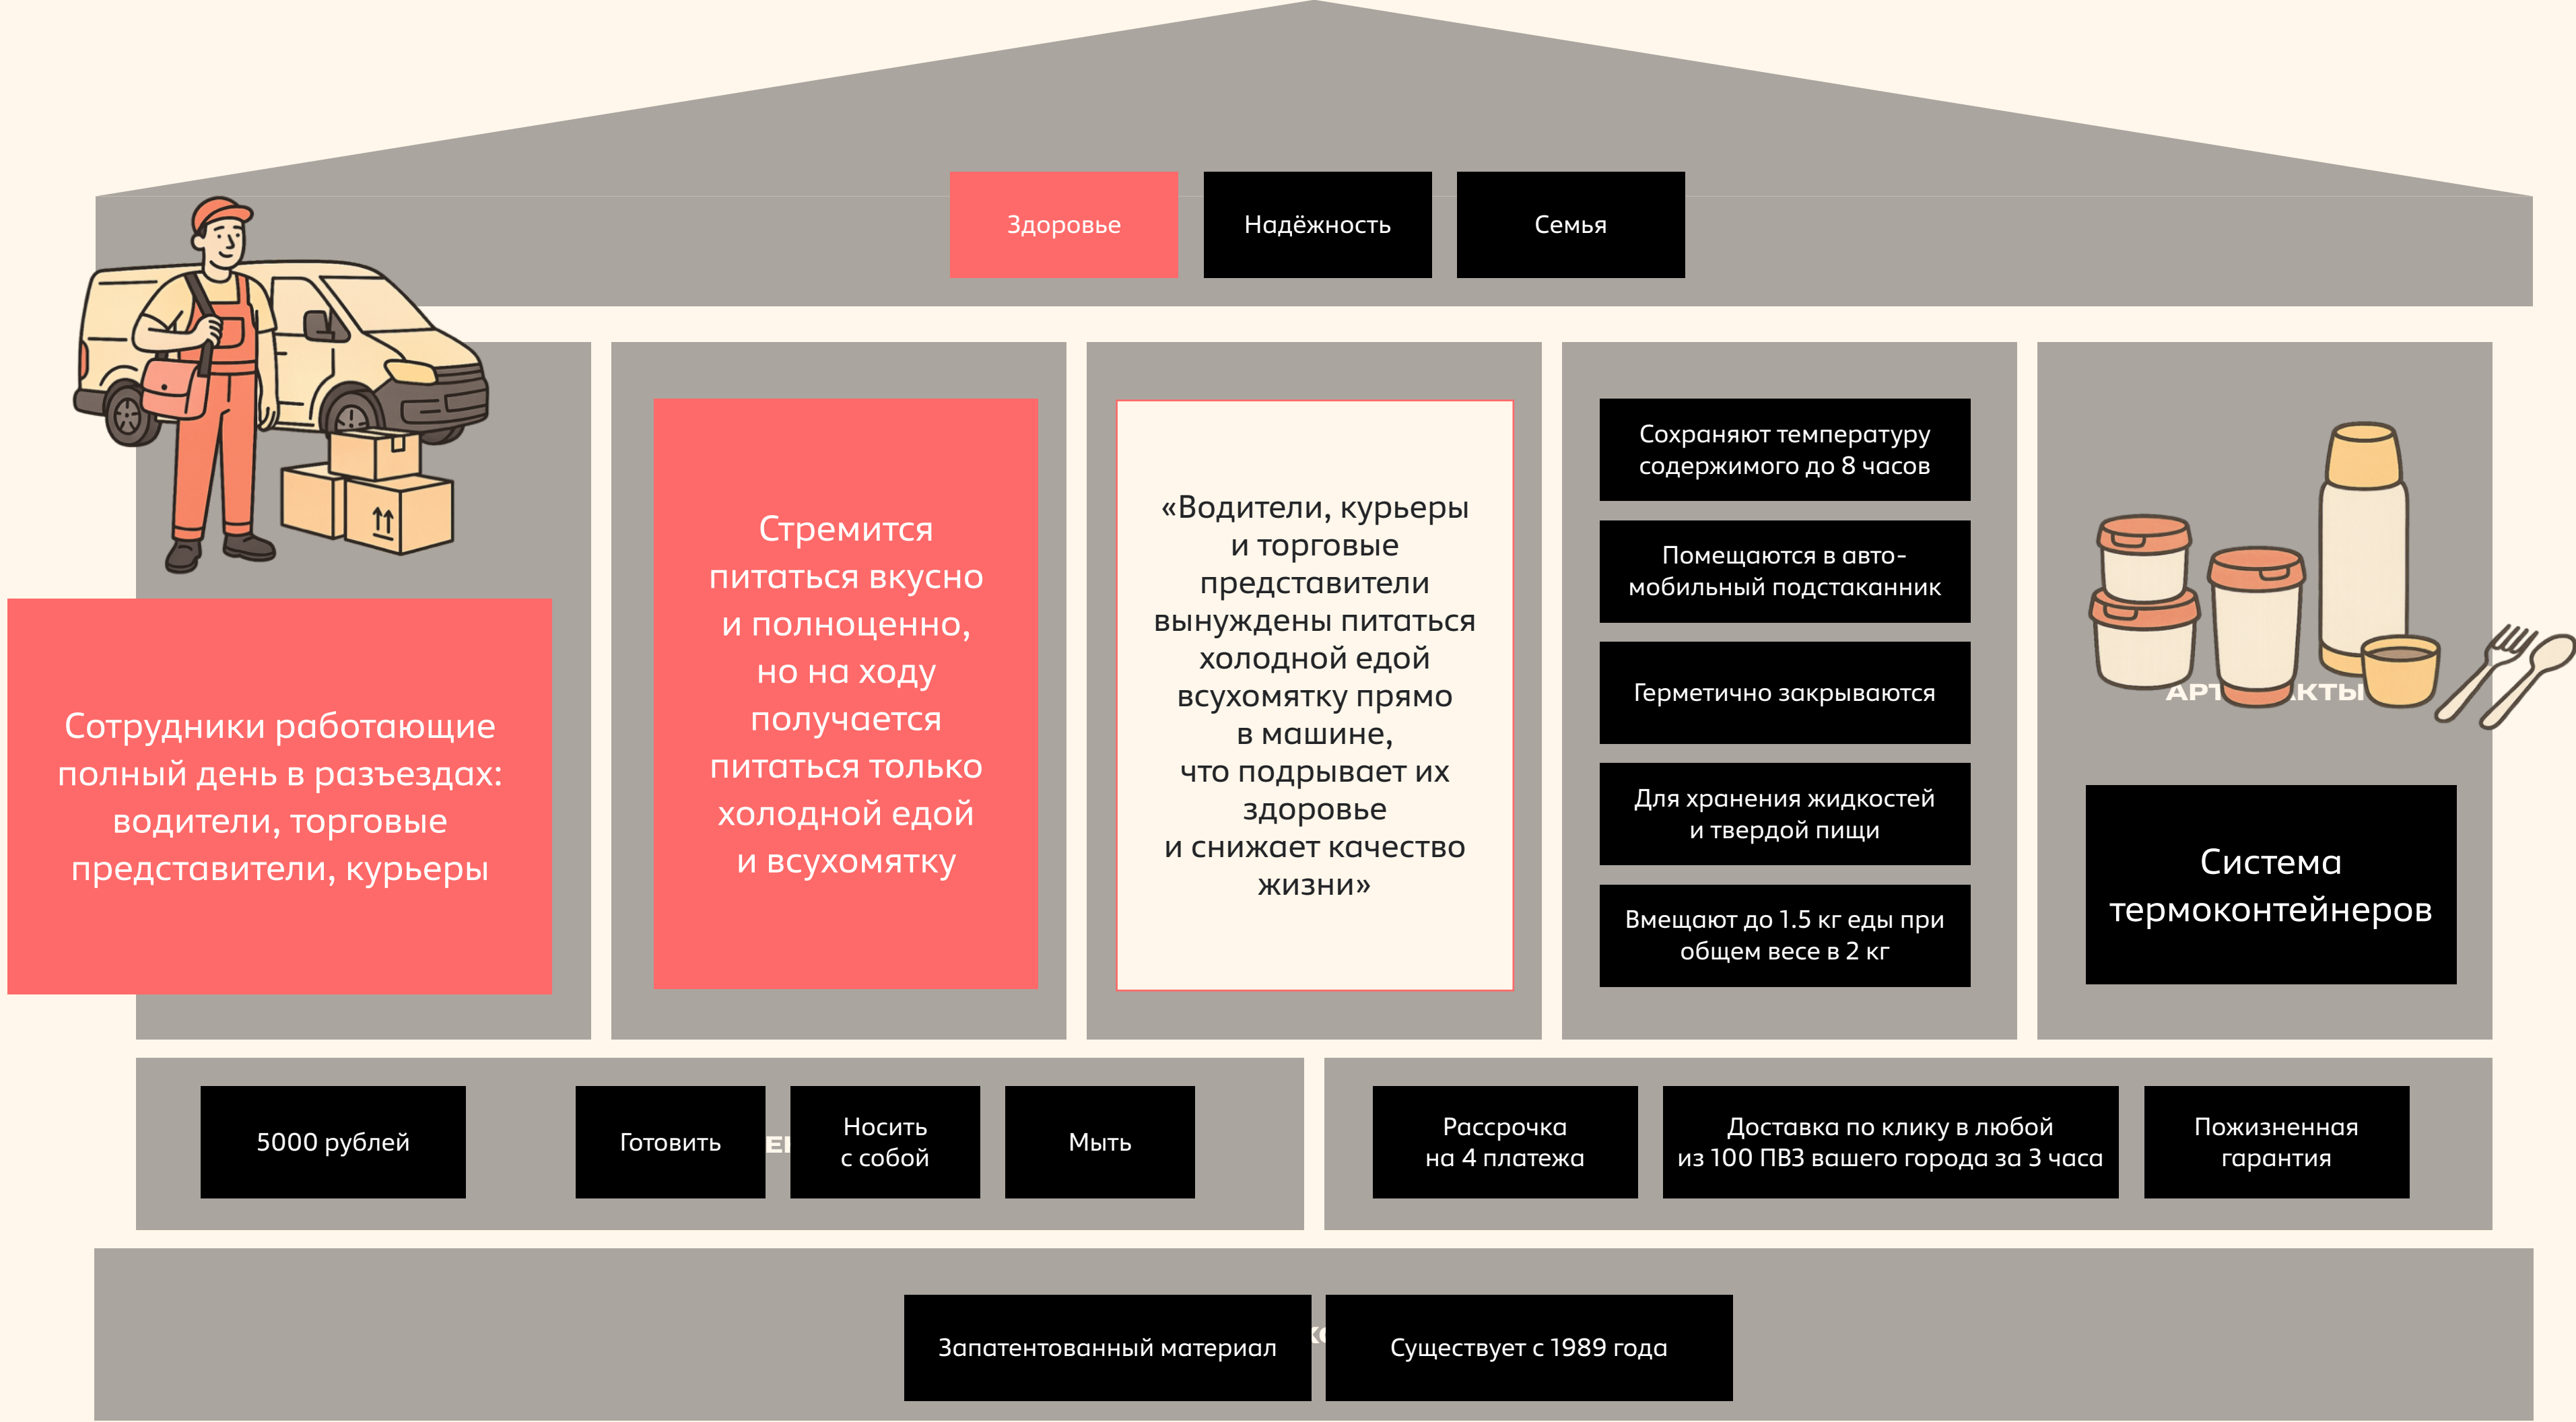 Здоровье
Надёжность
Семья
Сотрудники работающие
полный день в разъездах:
водители, торговые
представители, курьеры
Стремится
питаться вкусно
и полноценно,
но на ходу
получается
питаться только
холодной едой
и всухомятку
«Водители, курьеры
и торговые
представители
вынуждены питаться
холодной едой
всухомятку прямо
в машине,
что подрывает их
здоровье
и снижает качество
жизни»
Сохраняют температуру
содержимого до 8 часов
Помещаются в авто-
мобильный подстаканник
Герметично закрываются
Для хранения жидкостей
и твердой пищи
Вмещают до 1.5 кг еды при
общем весе в 2 кг
Система
термоконтейнеров
5000 рублей
Готовить
Носить
с собой
Мыть
Рассрочка
на 4 платежа
Доставка по клику в любой
из 100 ПВЗ вашего города за 3 часа
Пожизненная
гарантия
Запатентованный материал
Существует с 1989 года